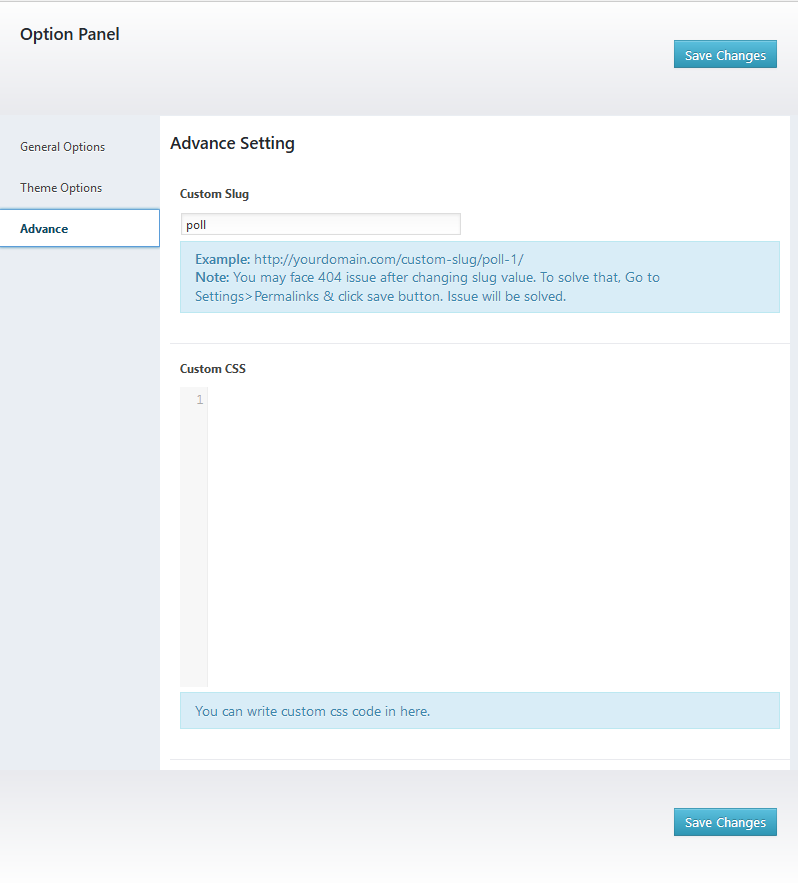 Option Panel
Save Changes
General Options
Theme Options
Advance
Advance Setting
Custom Slug
poll
Example: http://yourdomain.com/custom-slug/poll-1/
Note: You may face 404 issue after changing slug value. To solve that, Go to
Settings>Permalinks & click save button. Issue will be solved.
Custom CSS
1
You can write custom css code in here.
Save Changes